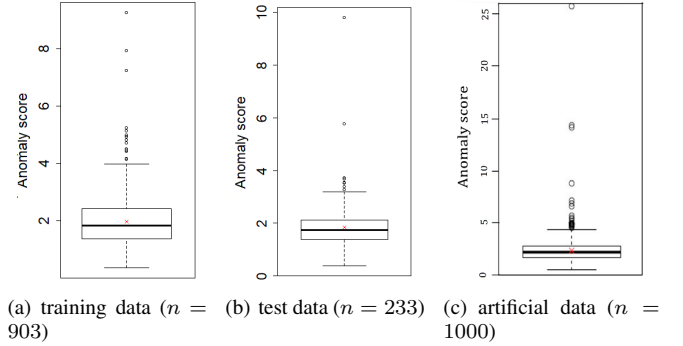 8
6
4
2
Anomaly score
10
8
6
4
2
0
Anomaly score
25
20
15
10
5
0
Anomaly score
(a) training data (n = 903)
(b) test data (n = 233)
(c) artificial data (n = 1000)